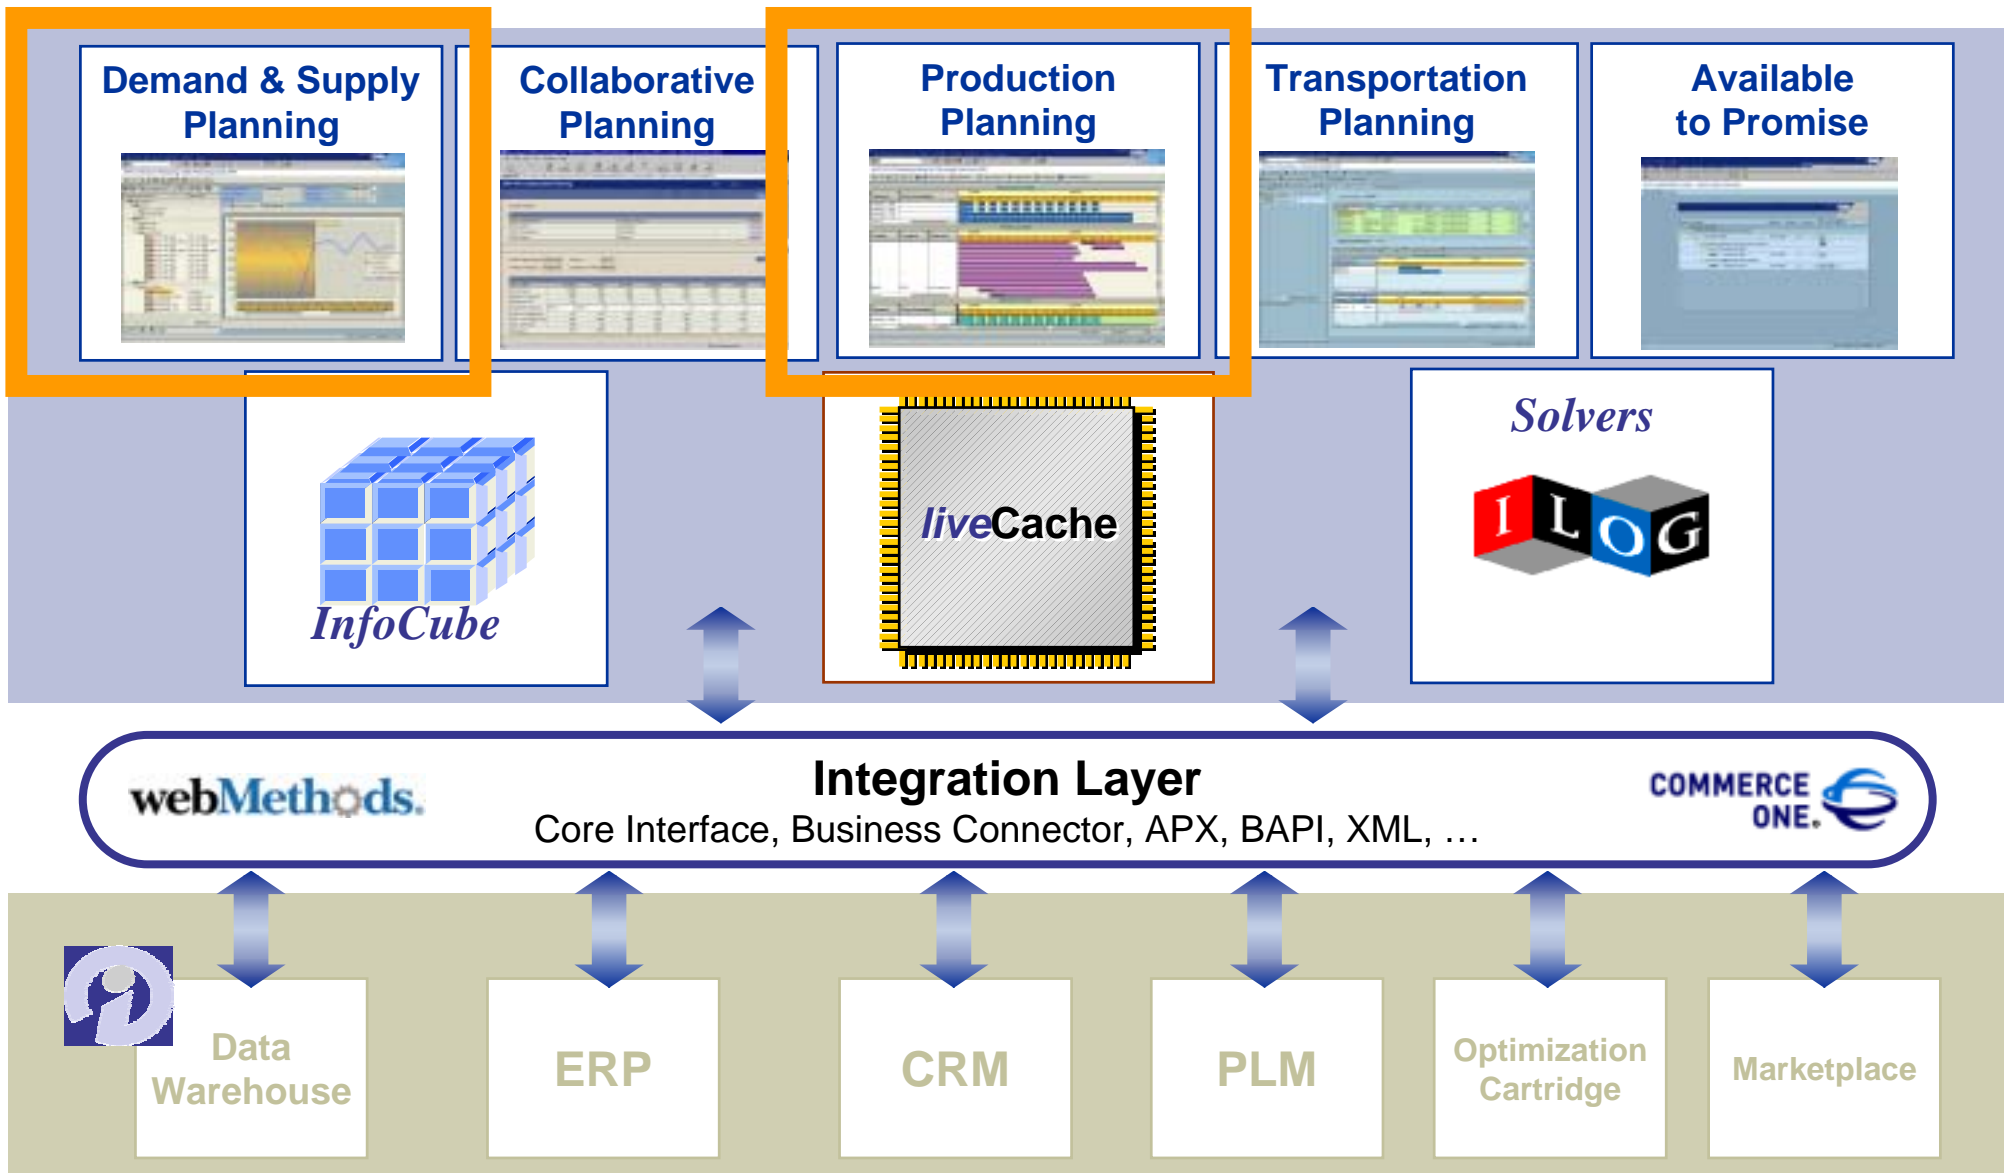 Demand & Supply
Planning
Collaborative
Planning
Production
Planning
Transportation
Planning
Available
to Promise
InfoCube
liveCache
Solvers
ILOG
webMethods.
Integration Layer
Core Interface, Business Connector, APX, BAPI, XML, …
COMMERCE
ONE.
Data
Warehouse
ERP
CRM
PLM
Optimization
Cartridge
Marketplace